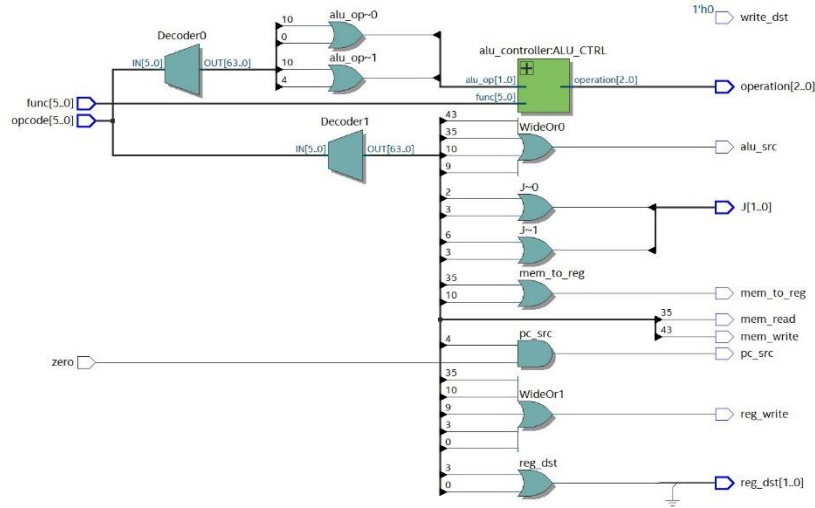 1'h0
write_dst
alu_op~0
10
0
Decoder0
IN[5..0]
OUT[63..0]
alu_op~1
10
4
alu_controller:ALU_CTRL
alu_op[1..0]
operation[2..0]
func[5..0]
operation[2..0]
func[5..0]
opcode[5..0]
Decoder1
IN[5..0]
OUT[63..0]
43
WideOr0
35
10
9
alu_src
J~0
2
3
J[1..0]
J~1
6
3
mem_to_reg
35
10
mem_to_reg
35
mem_read
43
mem_write
pc_src
4
pc_src
zero
35
10
WideOr1
9
3
0
reg_write
reg_dst
3
0
reg_dst[1..0]